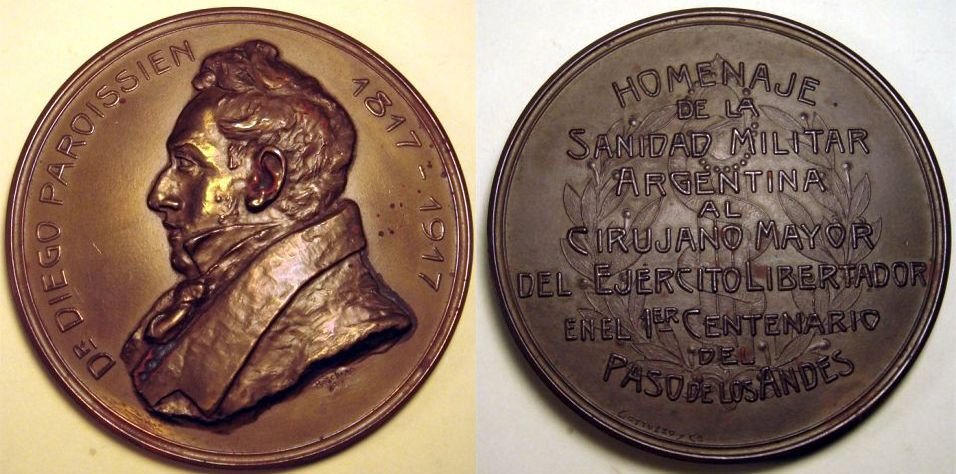 DR DIEGO PAROISSIEN 1817-1917
HOMENAJE
DE LA
SANIDAD MILITAR
ARGENTINA
AL
CIRUJANO MAYOR
DEL EJÉRCITO LIBERTADOR
EN EL 1ER CENTENARIO
DEL
PASO DE LOS ANDES